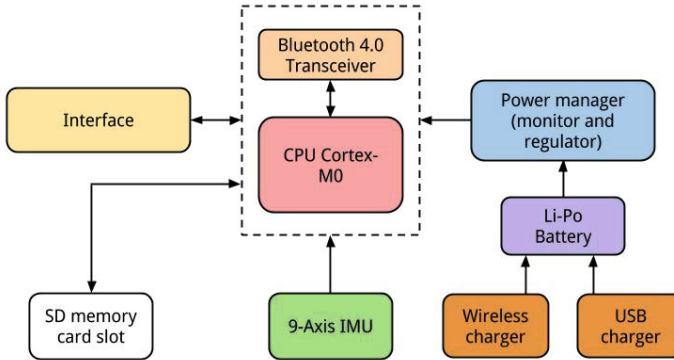 Bluetooth 4.0
Transceiver
Interface
CPU Cortex-
M0
Power manager
(monitor and
regulator)
Li-Po
Battery
SD memory
card slot
9-Axis IMU
Wireless
charger
USB
charger